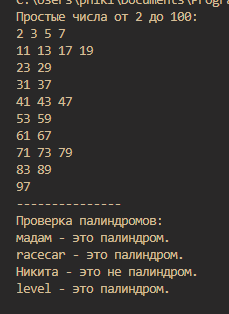 C:\Users\phiki\Documents\Progra
Простые числа от 2 до 100:
2 3 5 7
11 13 17 19
23 29
31 37
41 43 47
53 59
61 67
71 73 79
83 89
97
---------------
Проверка палиндромов:
мадам - это палиндром.
racecar - это палиндром.
Никита - это не палиндром.
level - это палиндром.